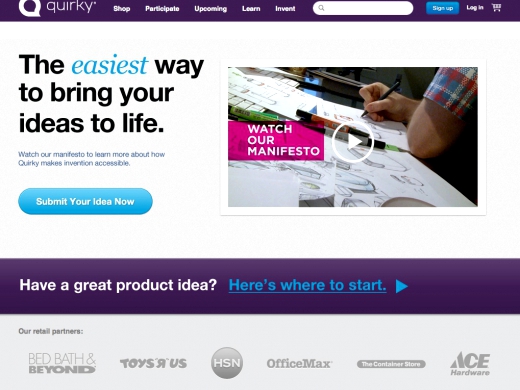 quirky
Shop Participate Upcoming Learn Invent Sign up Log in
The easiest way
to bring your
ideas to life.
Watch our manifesto to learn more about how
Quirky makes invention accessible.
Submit Your Idea Now
WATCH
OUR
MANIFESTO
Have a great product idea? Here's where to start.
Our retail partners:
BED BATH &
BEYOND
TOYS"R"US
HSN
OfficeMax
The Container Store
ACE
Hardware